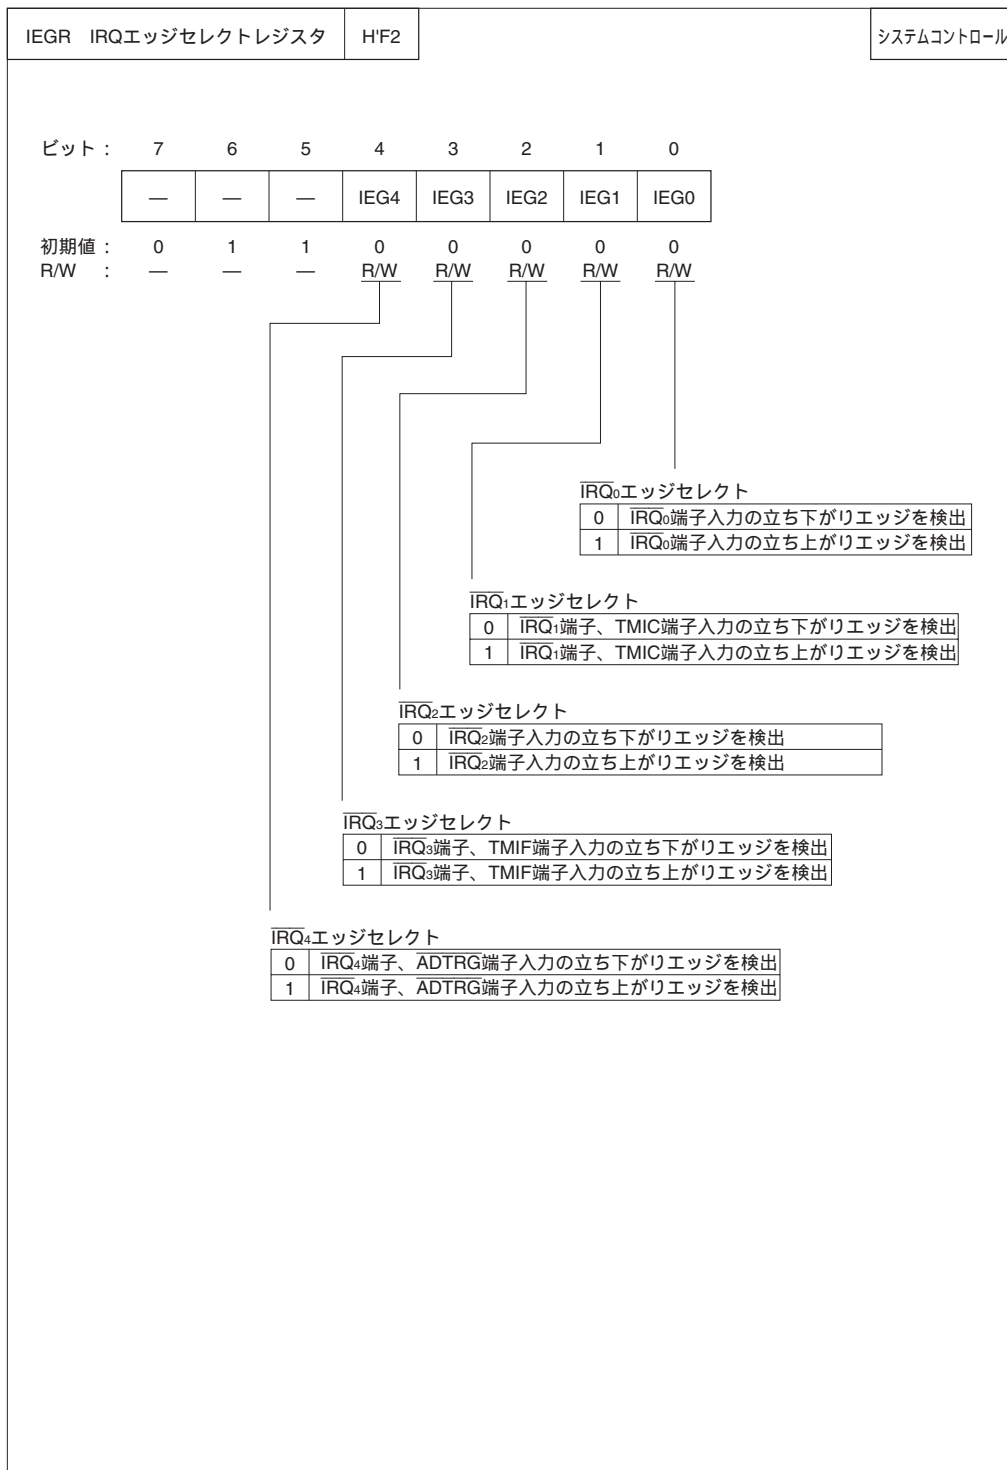 IEGR　IRQエッジセレクトレジスタ H'F2 システムコントロール
ビット： 7 6 5 4 3 2 1 0
— — — IEG4 IEG3 IEG2 IEG1 IEG0
初期値： 0 1 1 0 0 0 0 0
R/W ： — — — R/W R/W R/W R/W R/W
IRQ0エッジセレクト
0 IRQ0端子入力の立ち下がりエッジを検出
1 IRQ0端子入力の立ち上がりエッジを検出
IRQ1エッジセレクト
0 IRQ1端子、TMIC端子入力の立ち下がりエッジを検出
1 IRQ1端子、TMIC端子入力の立ち上がりエッジを検出
IRQ2エッジセレクト
0 IRQ2端子入力の立ち下がりエッジを検出
1 IRQ2端子入力の立ち上がりエッジを検出
IRQ3エッジセレクト
0 IRQ3端子、TMIF端子入力の立ち下がりエッジを検出
1 IRQ3端子、TMIF端子入力の立ち上がりエッジを検出
IRQ4エッジセレクト
0 IRQ4端子、ADTRG端子入力の立ち下がりエッジを検出
1 IRQ4端子、ADTRG端子入力の立ち上がりエッジを検出